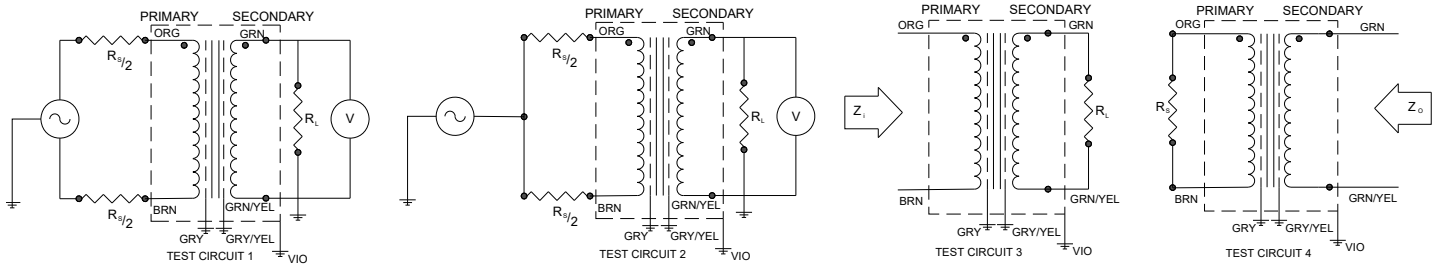 PRIMARY SECONDARY
ORG GRN
RS/2
RL
V
RS/2
BRN GRN/YEL
GRY GRY/YEL
VIO
TEST CIRCUIT 1
PRIMARY SECONDARY
ORG GRN
RS/2
RL
V
RS/2
BRN GRN/YEL
GRY GRY/YEL
VIO
TEST CIRCUIT 2
PRIMARY SECONDARY
ORG GRN
ZI
RL
BRN GRN/YEL
GRY GRY/YEL
VIO
TEST CIRCUIT 3
PRIMARY SECONDARY
ORG GRN
RS
ZO
BRN GRN/YEL
GRY GRY/YEL
VIO
TEST CIRCUIT 4